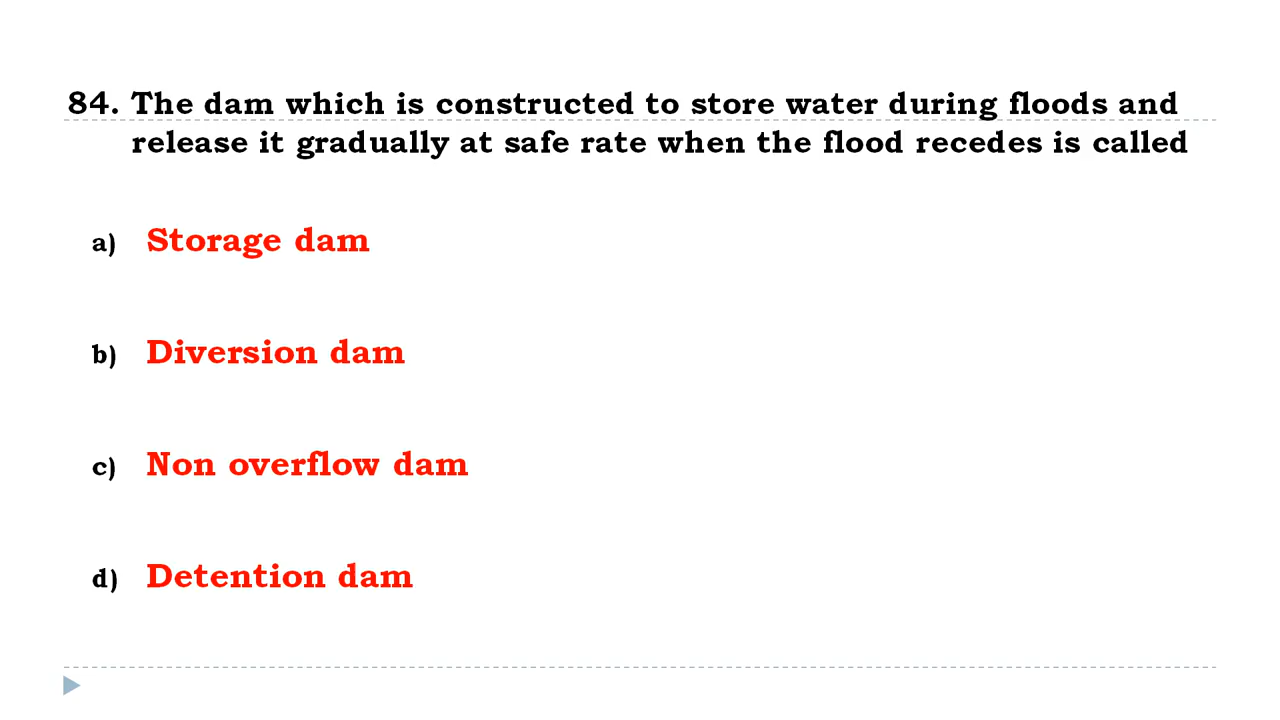 84. The dam which is constructed to store water during floods and
release it gradually at safe rate when the flood recedes is called
a) Storage dam
b) Diversion dam
c) Non overflow dam
d) Detention dam